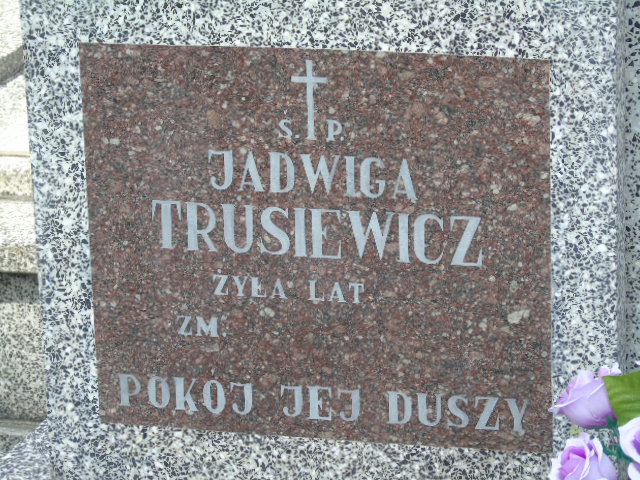 Ś. P.
JADWIGA
TRUSIEWICZ
ŻYŁA LAT
ZM.
POKÓJ JEJ DUSZY